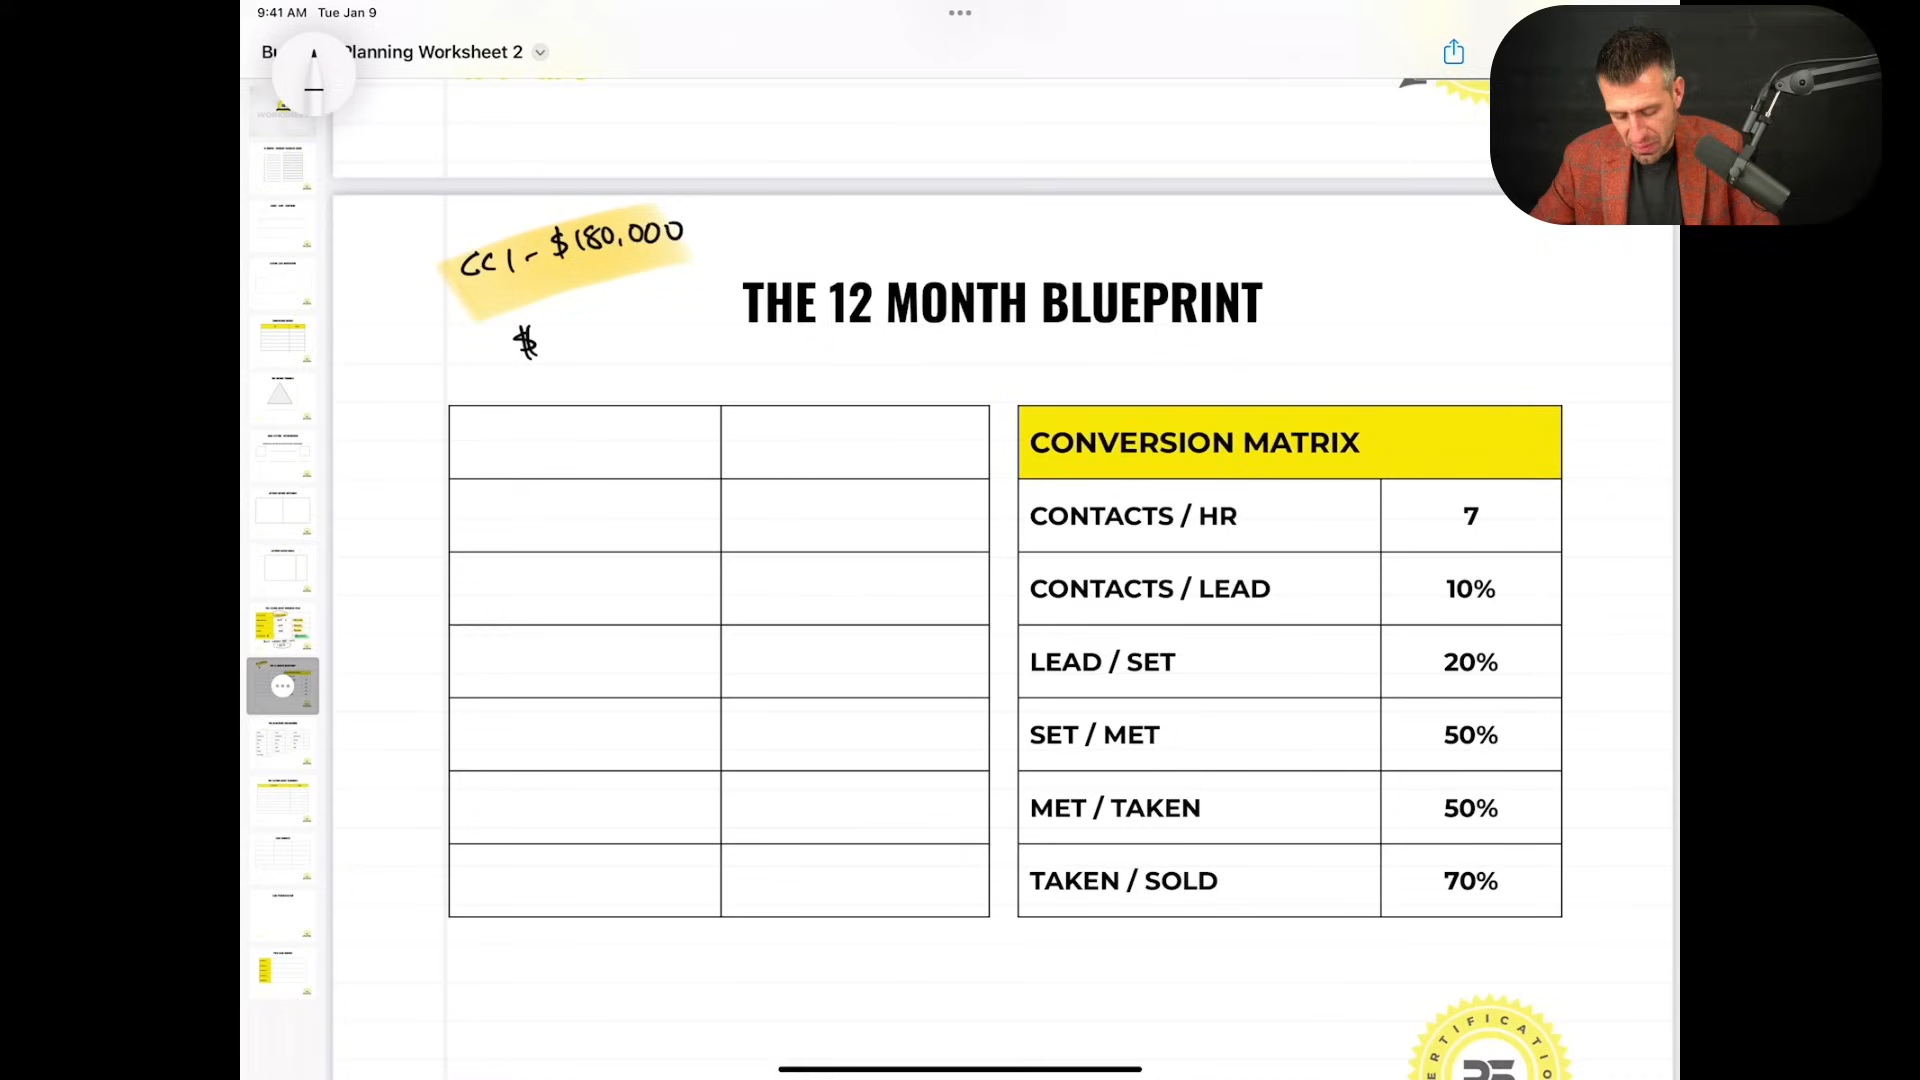 9:41 AM Tue Jan 9
Planning Worksheet 2
GCI - $180,000
$
THE 12 MONTH BLUEPRINT
CONVERSION MATRIX
CONTACTS / HR 7
CONTACTS / LEAD 10%
LEAD / SET 20%
SET / MET 50%
MET / TAKEN 50%
TAKEN / SOLD 70%